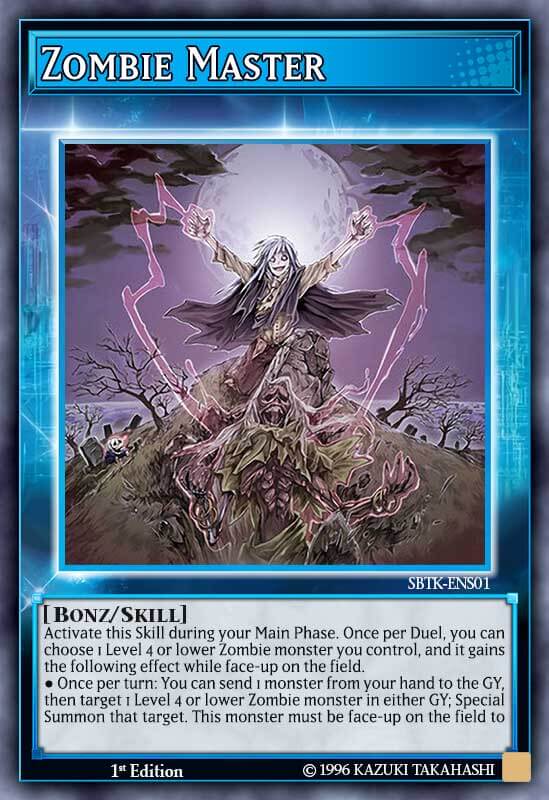 Zombie Master
SBTK-ENS01
[Bonz/Skill]
Activate this Skill during your Main Phase. Once per Duel, you can
choose 1 Level 4 or lower Zombie monster you control, and it gains
the following effect while face-up on the field.
● Once per turn: You can send 1 monster from your hand to the GY,
then target 1 Level 4 or lower Zombie monster in either GY; Special
Summon that target. This monster must be face-up on the field to
1st Edition
© 1996 KAZUKI TAKAHASHI